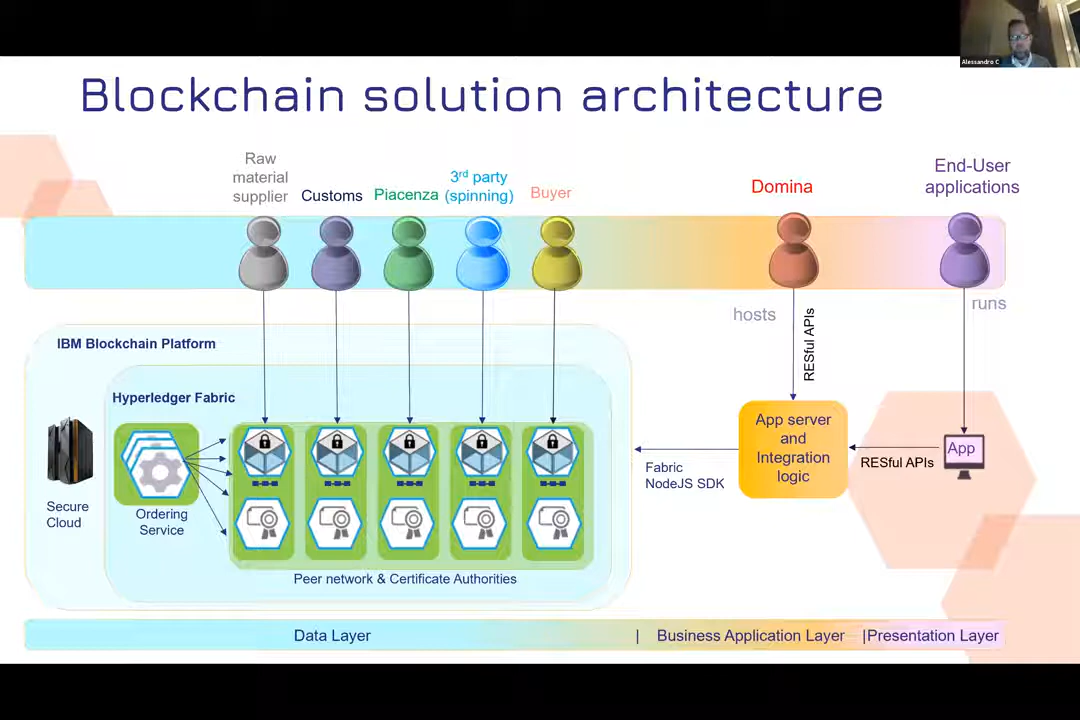 Alessandro C
Blockchain solution architecture
Raw
material
supplier
Customs
Piacenza
3rd party
(spinning)
Buyer
Domina
End-User
applications
hosts
RESful APIs
runs
IBM Blockchain Platform
Hyperledger Fabric
Secure
Cloud
Ordering
Service
Peer network & Certificate Authorities
Fabric
NodeJS SDK
App server
and
Integration
logic
RESful APIs
App
Data Layer
| Business Application Layer
|Presentation Layer